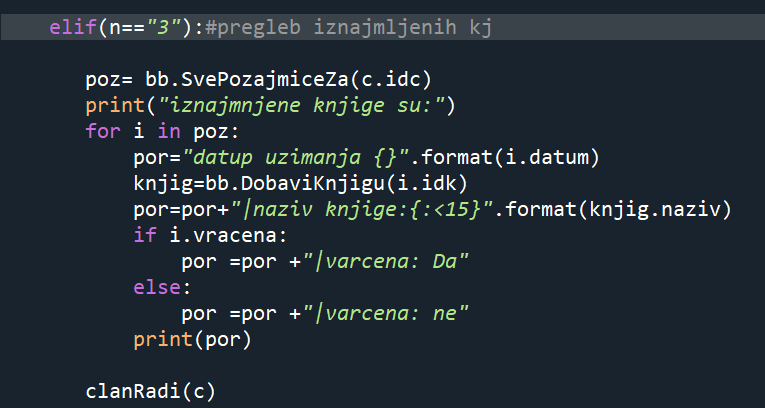 elif(n=="3"):#pregleb iznajmljenih kj
poz= bb.SvePozajmiceZa(c.idc)
print("iznajmnjene knjige su:")
for i in poz:
por="datup uzimanja {}".format(i.datum)
knjig=bb.DobaviKnjigu(i.idk)
por=por+"|naziv knjige:{:<15}".format(knjig.naziv)
if i.vracena:
por =por +"|varcena: Da"
else:
por =por +"|varcena: ne"
print(por)
clanRadi(c)